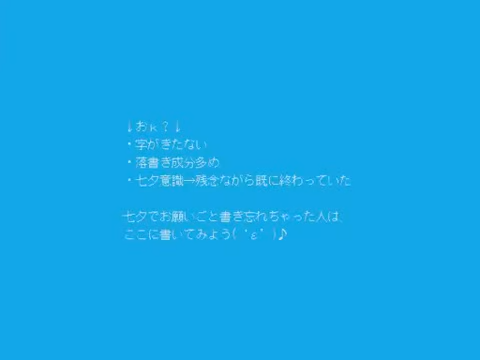 ↓おｋ？↓
・字がきたない
・落書き成分多め
・七夕意識→残念ながら既に終わっていた
七夕でお願いごと書き忘れちゃった人は、
ここに書いてみよう(　‘ε’　)♪